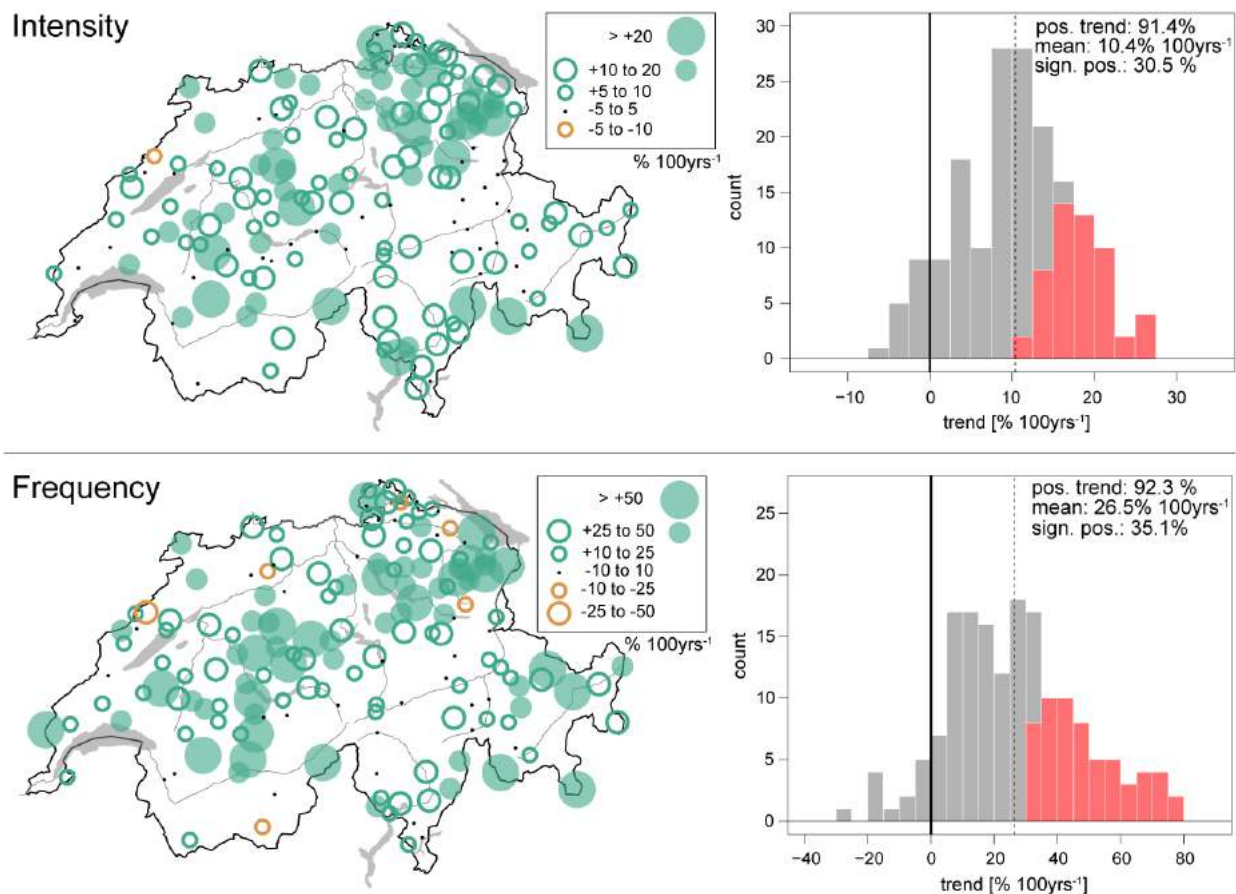 Intensity
> +20
+10 to 20
+5 to 10
-5 to 5
-5 to -10
% 100yrs⁻¹
pos. trend: 91.4%
mean: 10.4% 100yrs⁻¹
sign. pos.: 30.5 %
30
25
20
15
10
5
0
count
−10 0 10 20 30
trend [% 100yrs⁻¹]
Frequency
> +50
+25 to 50
+10 to 25
-10 to 10
-10 to -25
-25 to -50
% 100yrs⁻¹
pos. trend: 92.3 %
mean: 26.5% 100yrs⁻¹
sign. pos.: 35.1%
25
20
15
10
5
0
count
−40 −20 0 20 40 60 80
trend [% 100yrs⁻¹]